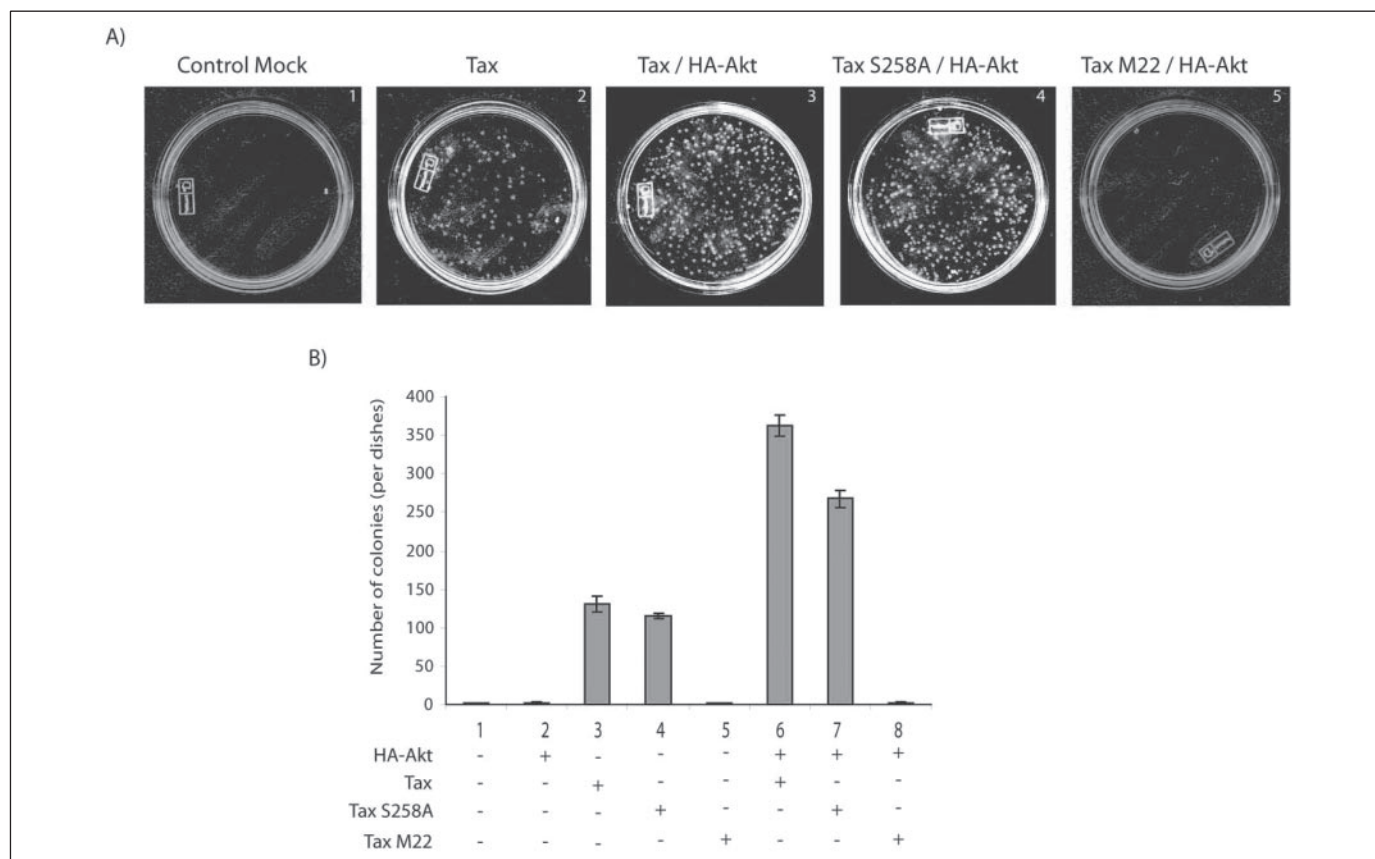 A)
Control Mock Tax Tax / HA-Akt Tax S258A / HA-Akt Tax M22 / HA-Akt
1 2 3 4 5
B)
Number of colonies (per dishes)
400
350
300
250
200
150
100
50
0
1 2 3 4 5 6 7 8
HA-Akt - + - - - + + +
Tax - - + - - + - -
Tax S258A - - - + - - + -
Tax M22 - - - - + - - +